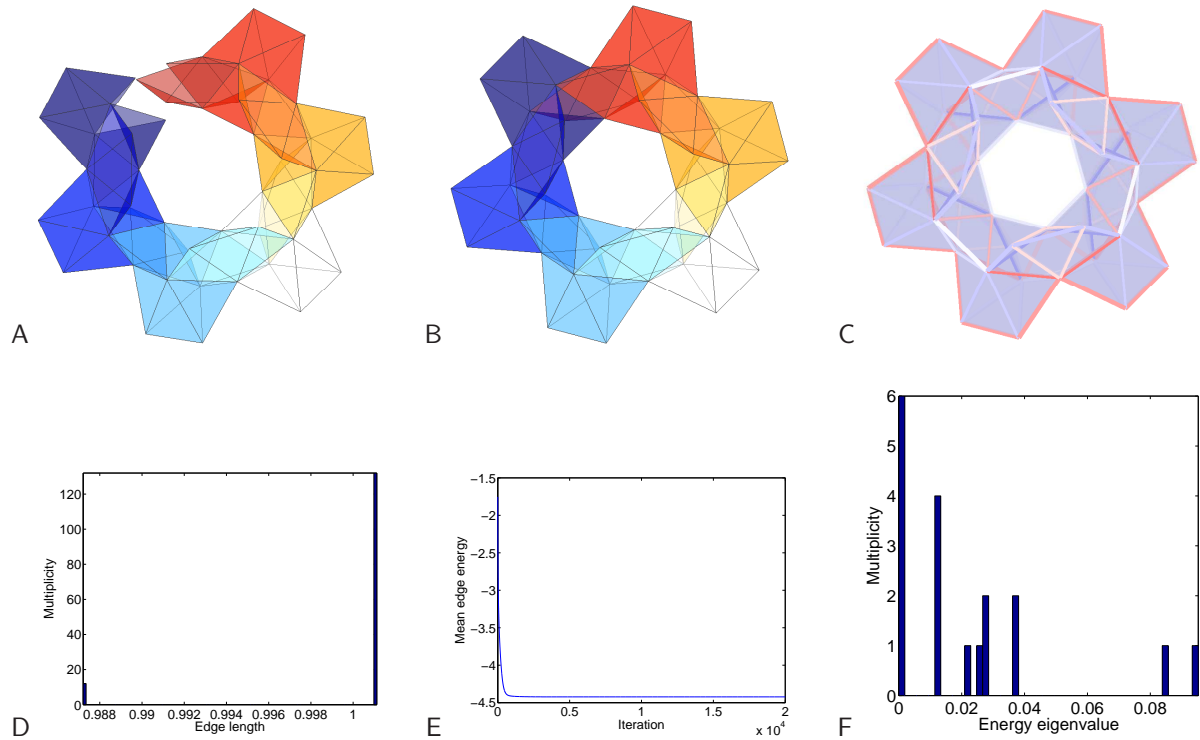 A
B
C
D
120
100
80
60
40
20
0
Multiplicity
0.988 0.99 0.992 0.994 0.996 0.998 1
Edge length
E
−1.5
−2
−2.5
−3
−3.5
−4
−4.5
Mean edge energy
0 0.5 1 1.5 2
Iteration
x 10^4
F
6
5
4
3
2
1
0
Multiplicity
0 0.02 0.04 0.06 0.08
Energy eigenvalue